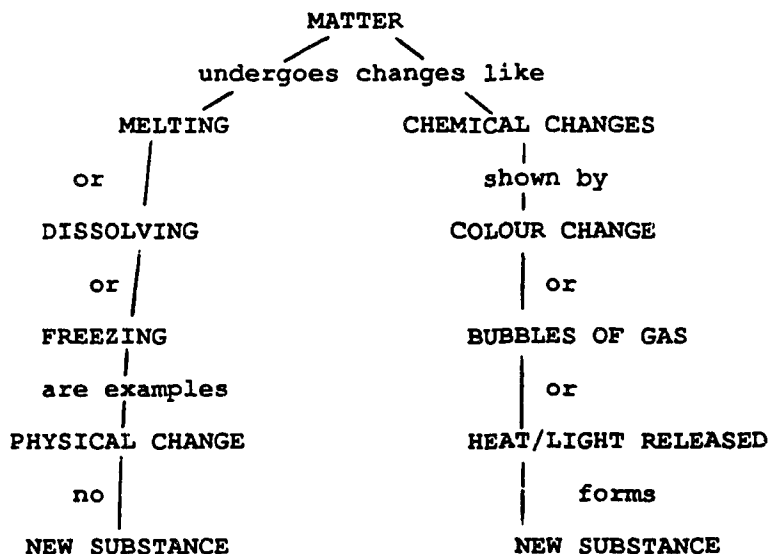 MATTER
undergoes changes like
MELTING CHEMICAL CHANGES
or shown by
DISSOLVING COLOUR CHANGE
or or
FREEZING BUBBLES OF GAS
are examples or
PHYSICAL CHANGE HEAT/LIGHT RELEASED
no forms
NEW SUBSTANCE NEW SUBSTANCE